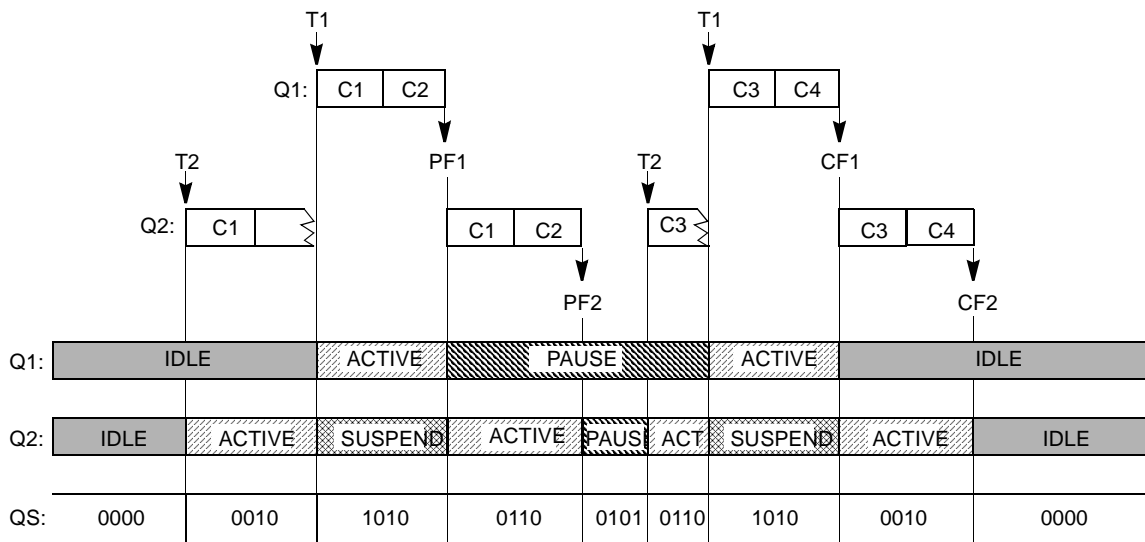 T1 T1
Q1: C1 C2 C3 C4
T2 PF1 T2 CF1
Q2: C1 C1 C2 C3 C3 C4
PF2 CF2
Q1: IDLE ACTIVE PAUSE ACTIVE IDLE
Q2: IDLE ACTIVE SUSPEND ACTIVE PAUSE ACT SUSPEND ACTIVE IDLE
QS: 0000 0010 1010 0110 0101 0110 1010 0010 0000